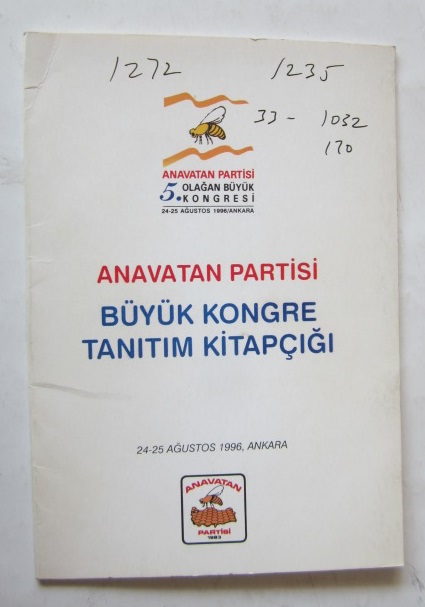 1272 1235
33 - 1032
170
ANAVATAN PARTİSİ
5. OLAĞAN BÜYÜK
KONGRESİ
24-25 AĞUSTOS 1996/ANKARA
ANAVATAN PARTİSİ
BÜYÜK KONGRE
TANITIM KİTAPÇIĞI
24-25 AĞUSTOS 1996, ANKARA
ANAVATAN
PARTİSİ
1983